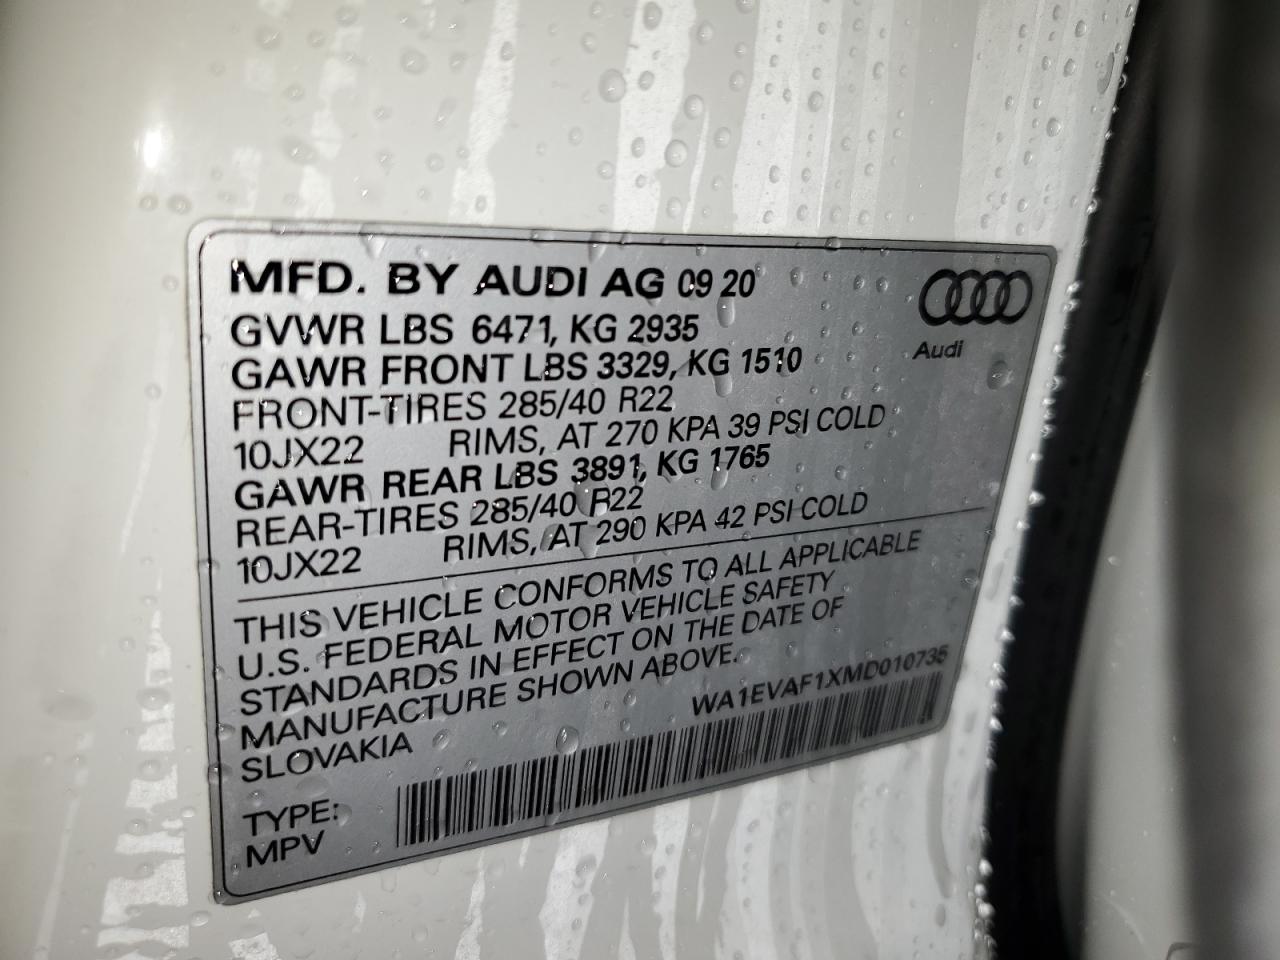 MFD. BY AUDI AG 09 20
GVWR LBS 6471, KG 2935
GAWR FRONT LBS 3329, KG 1510
FRONT-TIRES 285/40 R22
10JX22 RIMS, AT 270 KPA 39 PSI COLD
GAWR REAR LBS 3891, KG 1765
REAR-TIRES 285/40 R22
10JX22 RIMS, AT 290 KPA 42 PSI COLD
Audi
THIS VEHICLE CONFORMS TO ALL APPLICABLE
U.S. FEDERAL MOTOR VEHICLE SAFETY
STANDARDS IN EFFECT ON THE DATE OF
MANUFACTURE SHOWN ABOVE.
SLOVAKIA
WA1EVAF1XMD010735
TYPE:
MPV